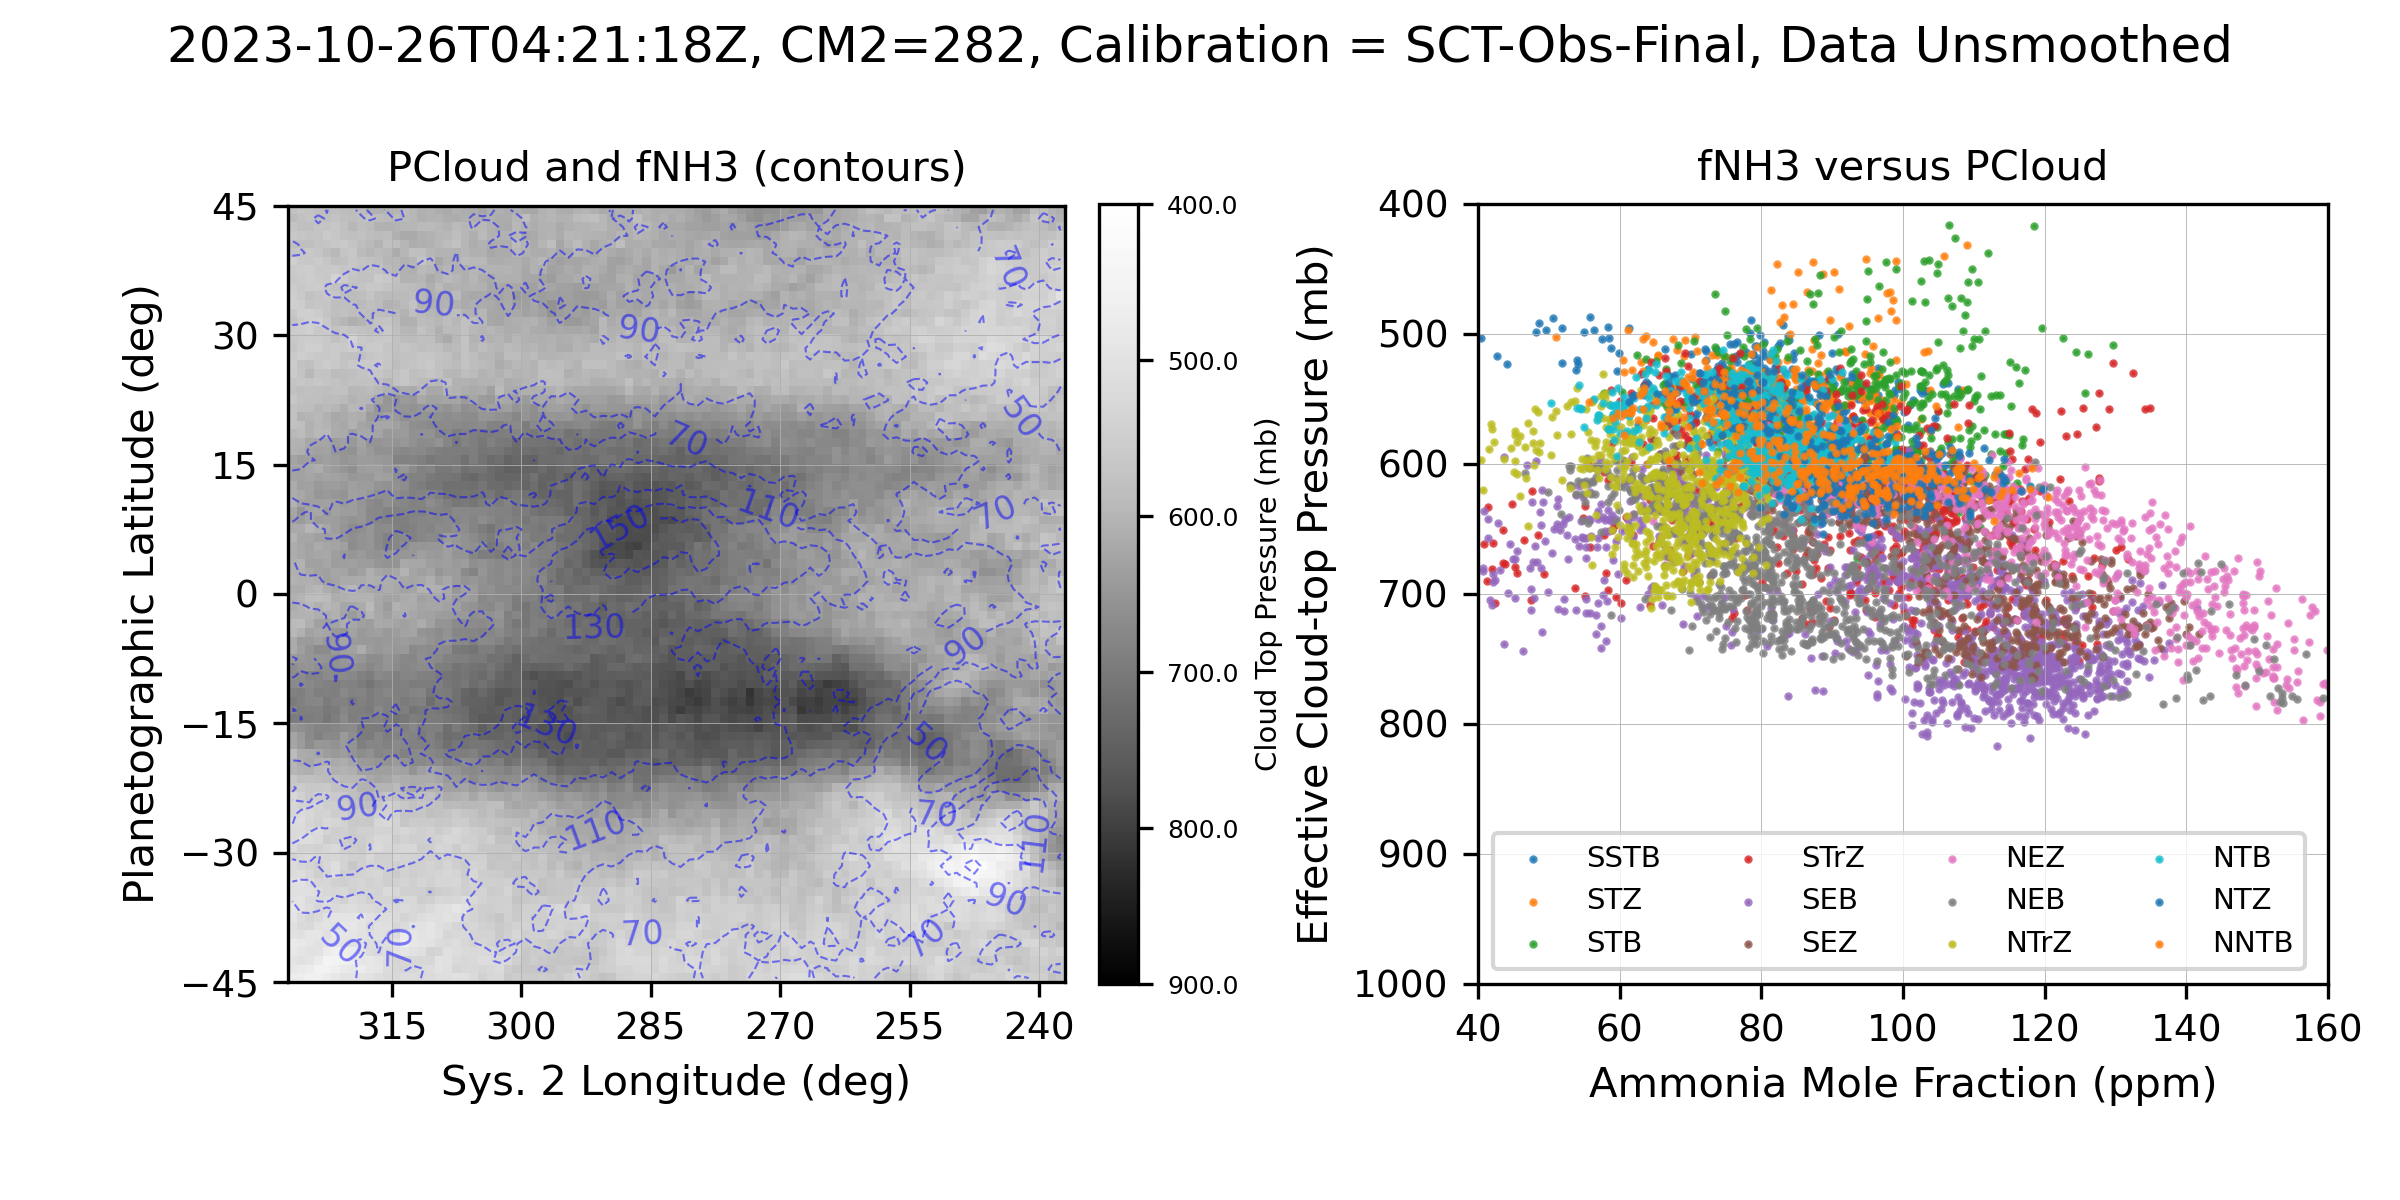 2023-10-26T04:21:18Z, CM2=282, Calibration = SCT-Obs-Final, Data Unsmoothed
PCloud and fNH3 (contours)
Planetographic Latitude (deg)
45
30
15
0
−15
−30
−45
315
300
285
270
255
240
Sys. 2 Longitude (deg)
90
90
70
50
70
110
70
150
130
90
90
130
50
90
110
70
110
90
50
70
70
70
400.0
500.0
600.0
700.0
800.0
900.0
Cloud Top Pressure (mb)
fNH3 versus PCloud
Effective Cloud-top Pressure (mb)
400
500
600
700
800
900
1000
40
60
80
100
120
140
160
Ammonia Mole Fraction (ppm)
SSTB
STZ
STB
STrZ
SEB
SEZ
NEZ
NEB
NTrZ
NTB
NTZ
NNTB